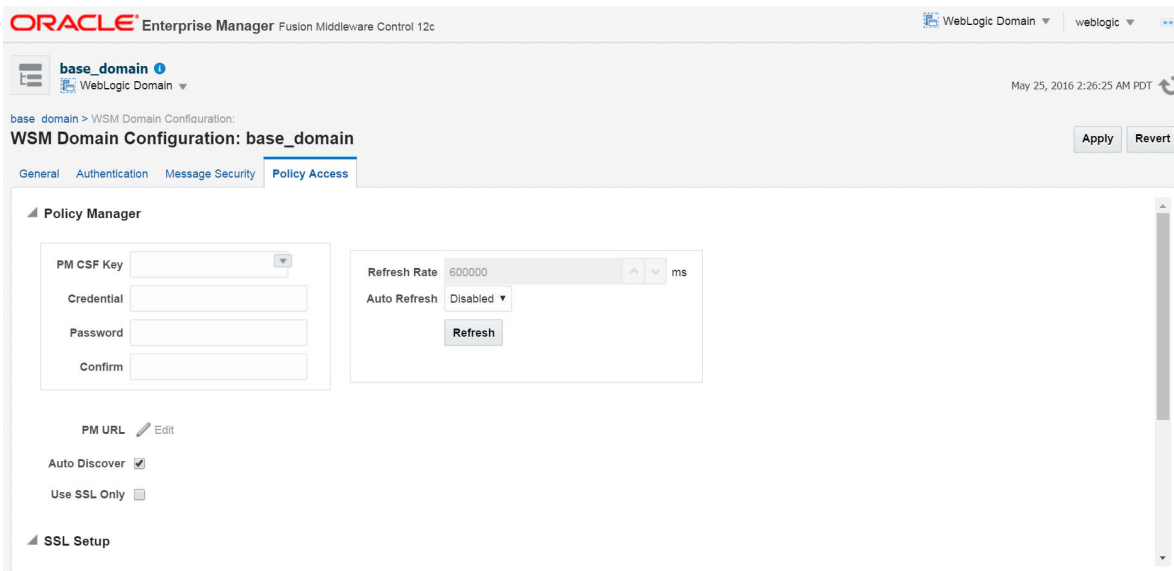 ORACLE Enterprise Manager Fusion Middleware Control 12c
WebLogic Domain
weblogic
base_domain
WebLogic Domain
May 25, 2016 2:26:25 AM PDT
base_domain > WSM Domain Configuration:
WSM Domain Configuration: base_domain
Apply
Revert
General
Authentication
Message Security
Policy Access
Policy Manager
PM CSF Key
Credential
Password
Confirm
Refresh Rate 600000 ms
Auto Refresh Disabled
Refresh
PM URL Edit
Auto Discover
Use SSL Only
SSL Setup